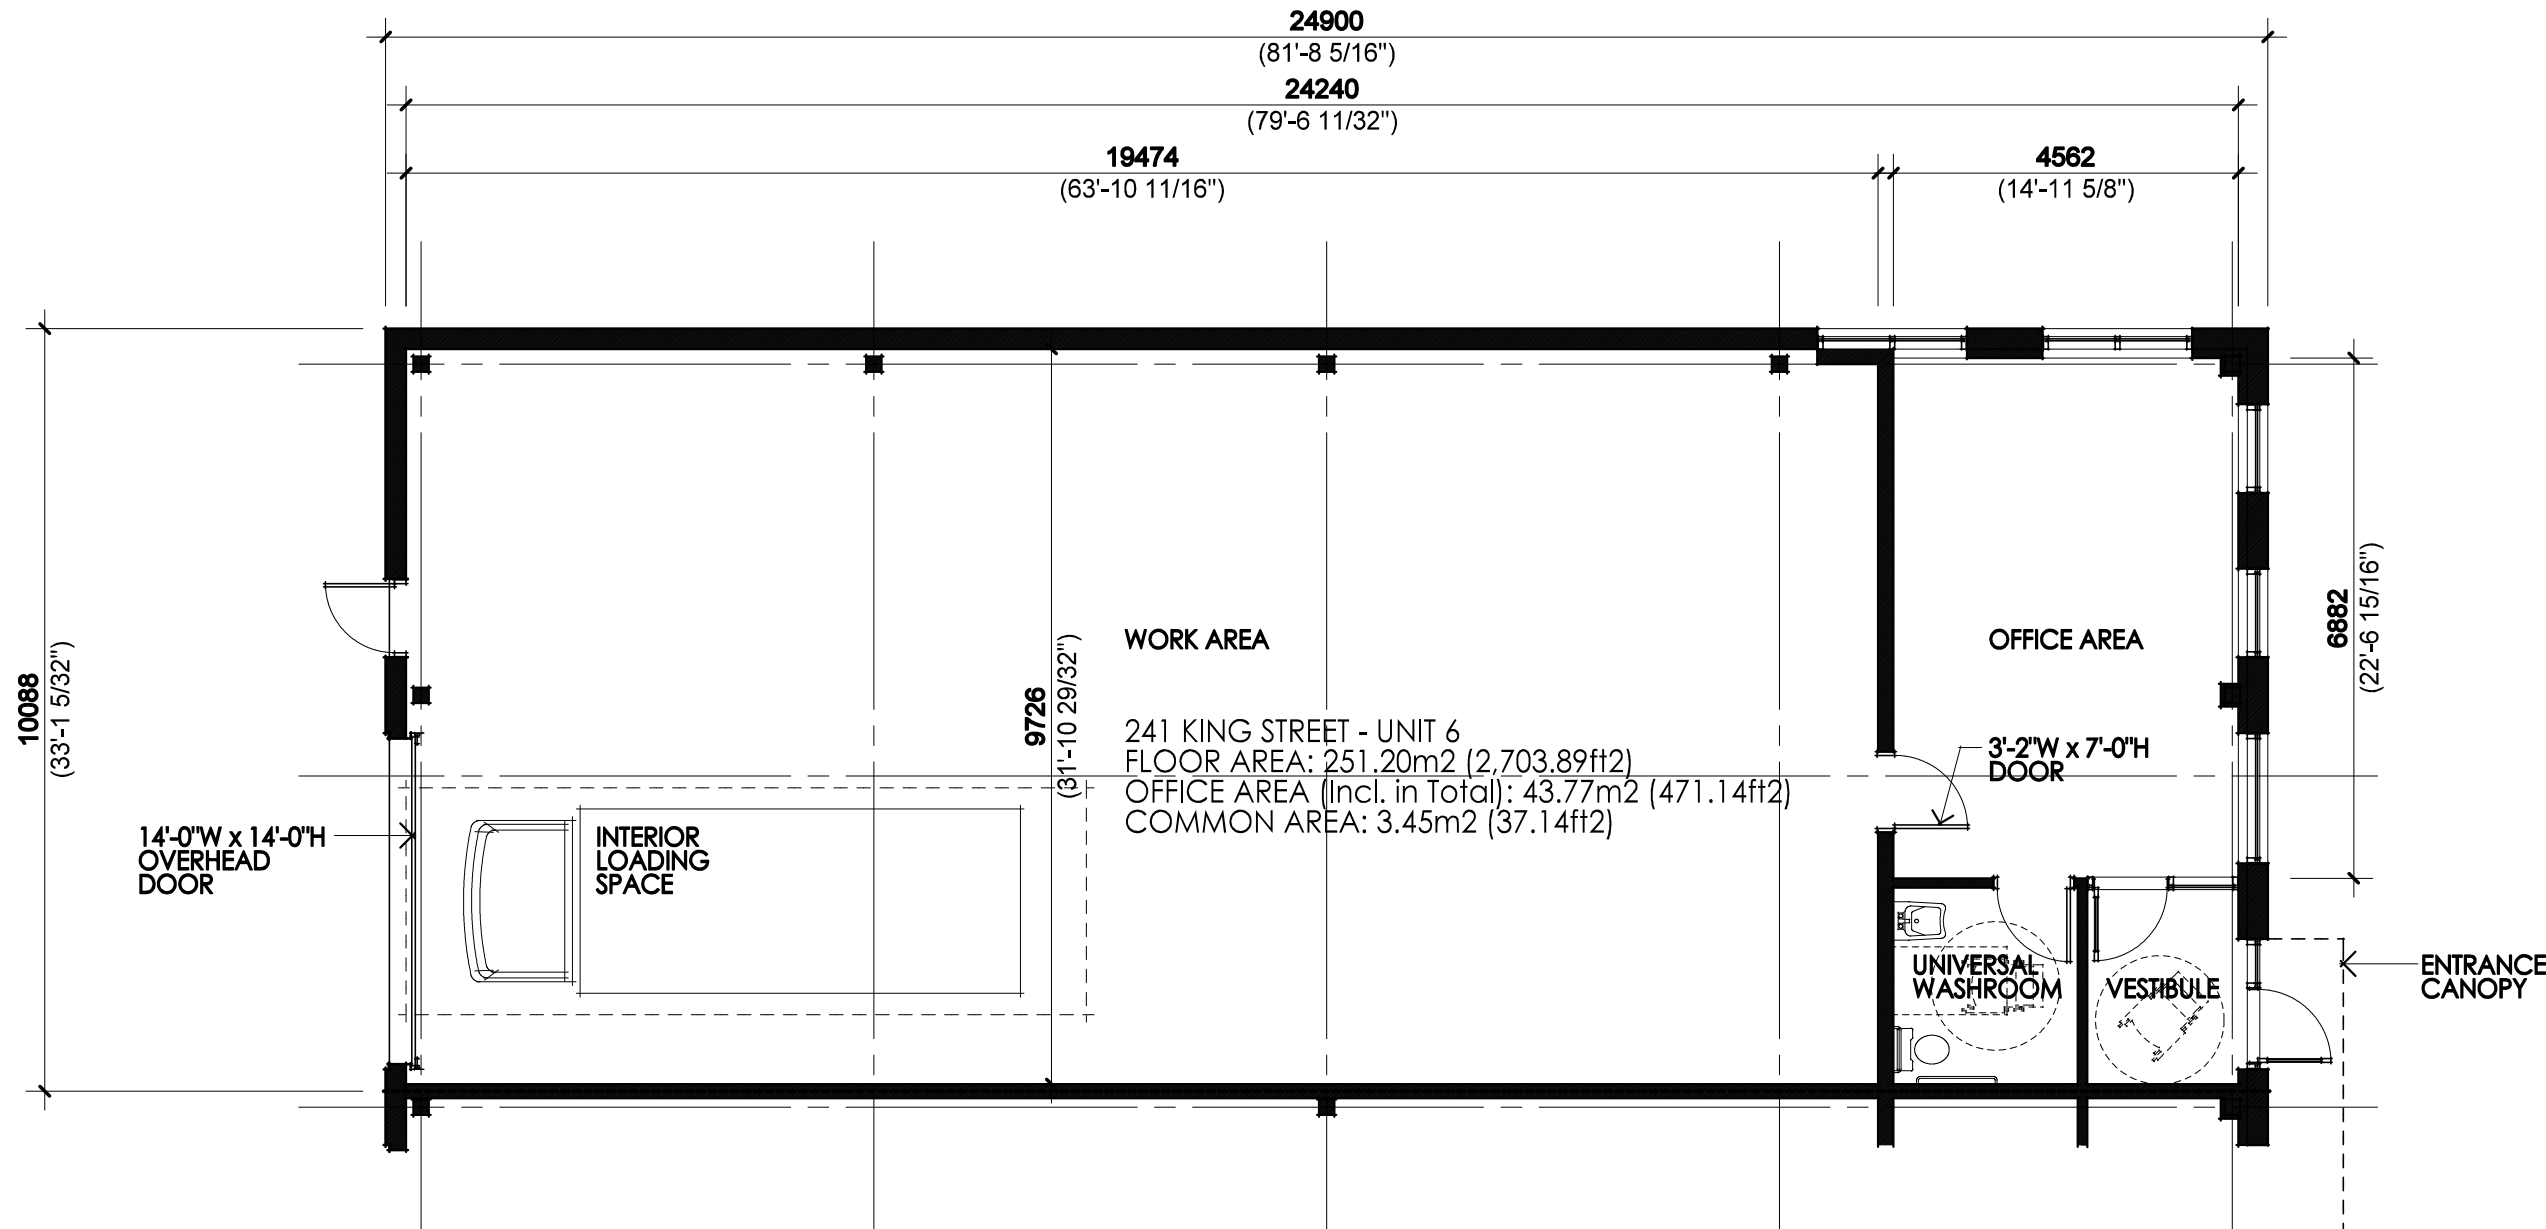 24900
(81'-8 5/16")
24240
(79'-6 11/32")
19474
(63'-10 11/16")
4562
(14'-11 5/8")
10088
(33'-1 5/32")
9726
(31'-10 29/32")
WORK AREA
OFFICE AREA
6882
(22'-6 15/16")
241 KING STREET - UNIT 6
FLOOR AREA: 251.20m2 (2,703.89ft2)
OFFICE AREA (Incl. in Total): 43.77m2 (471.14ft2)
COMMON AREA: 3.45m2 (37.14ft2)
3'-2"W x 7'-0"H
DOOR
14'-0"W x 14'-0"H
OVERHEAD
DOOR
INTERIOR
LOADING
SPACE
UNIVERSAL
WASHROOM
VESTIBULE
ENTRANCE
CANOPY